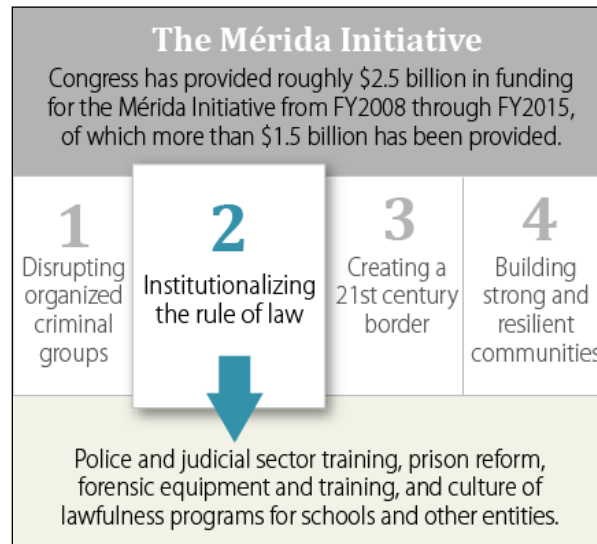 The Mérida Initiative
Congress has provided roughly $2.5 billion in funding
for the Mérida Initiative from FY2008 through FY2015,
of which more than $1.5 billion has been provided.
1
Disrupting
organized
criminal
groups
2
Institutionalizing
the rule of law
3
Creating a
21st century
border
4
Building
strong and
resilient
communities
Police and judicial sector training, prison reform,
forensic equipment and training, and culture of
lawfulness programs for schools and other entities.